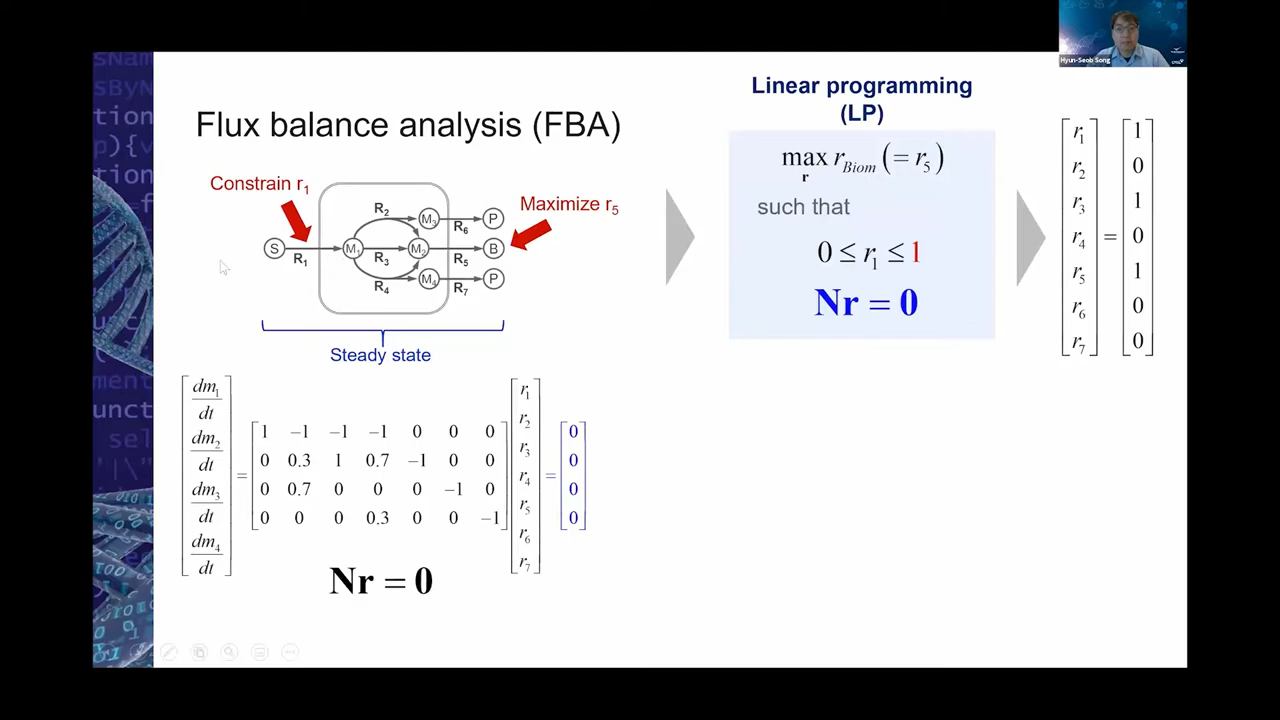 Hyun-Seob Song
Flux balance analysis (FBA)
Constrain r1
Maximize r5
S
R1
M1
R2
R3
R4
M3
M2
M4
R6
R5
R7
P
B
P
Steady state
dm1/dt
dm2/dt
dm3/dt
dm4/dt
=
1 −1 −1 −1 0 0 0
0 0.3 1 0.7 −1 0 0
0 0.7 0 0 0 −1 0
0 0 0 0.3 0 0 −1
r1
r2
r3
r4
r5
r6
r7
=
0
0
0
0
Nr = 0
Linear programming
(LP)
max r rBiom (= r5)
such that
0 ≤ r1 ≤ 1
Nr = 0
r1
r2
r3
r4
r5
r6
r7
=
1
0
1
0
1
0
0